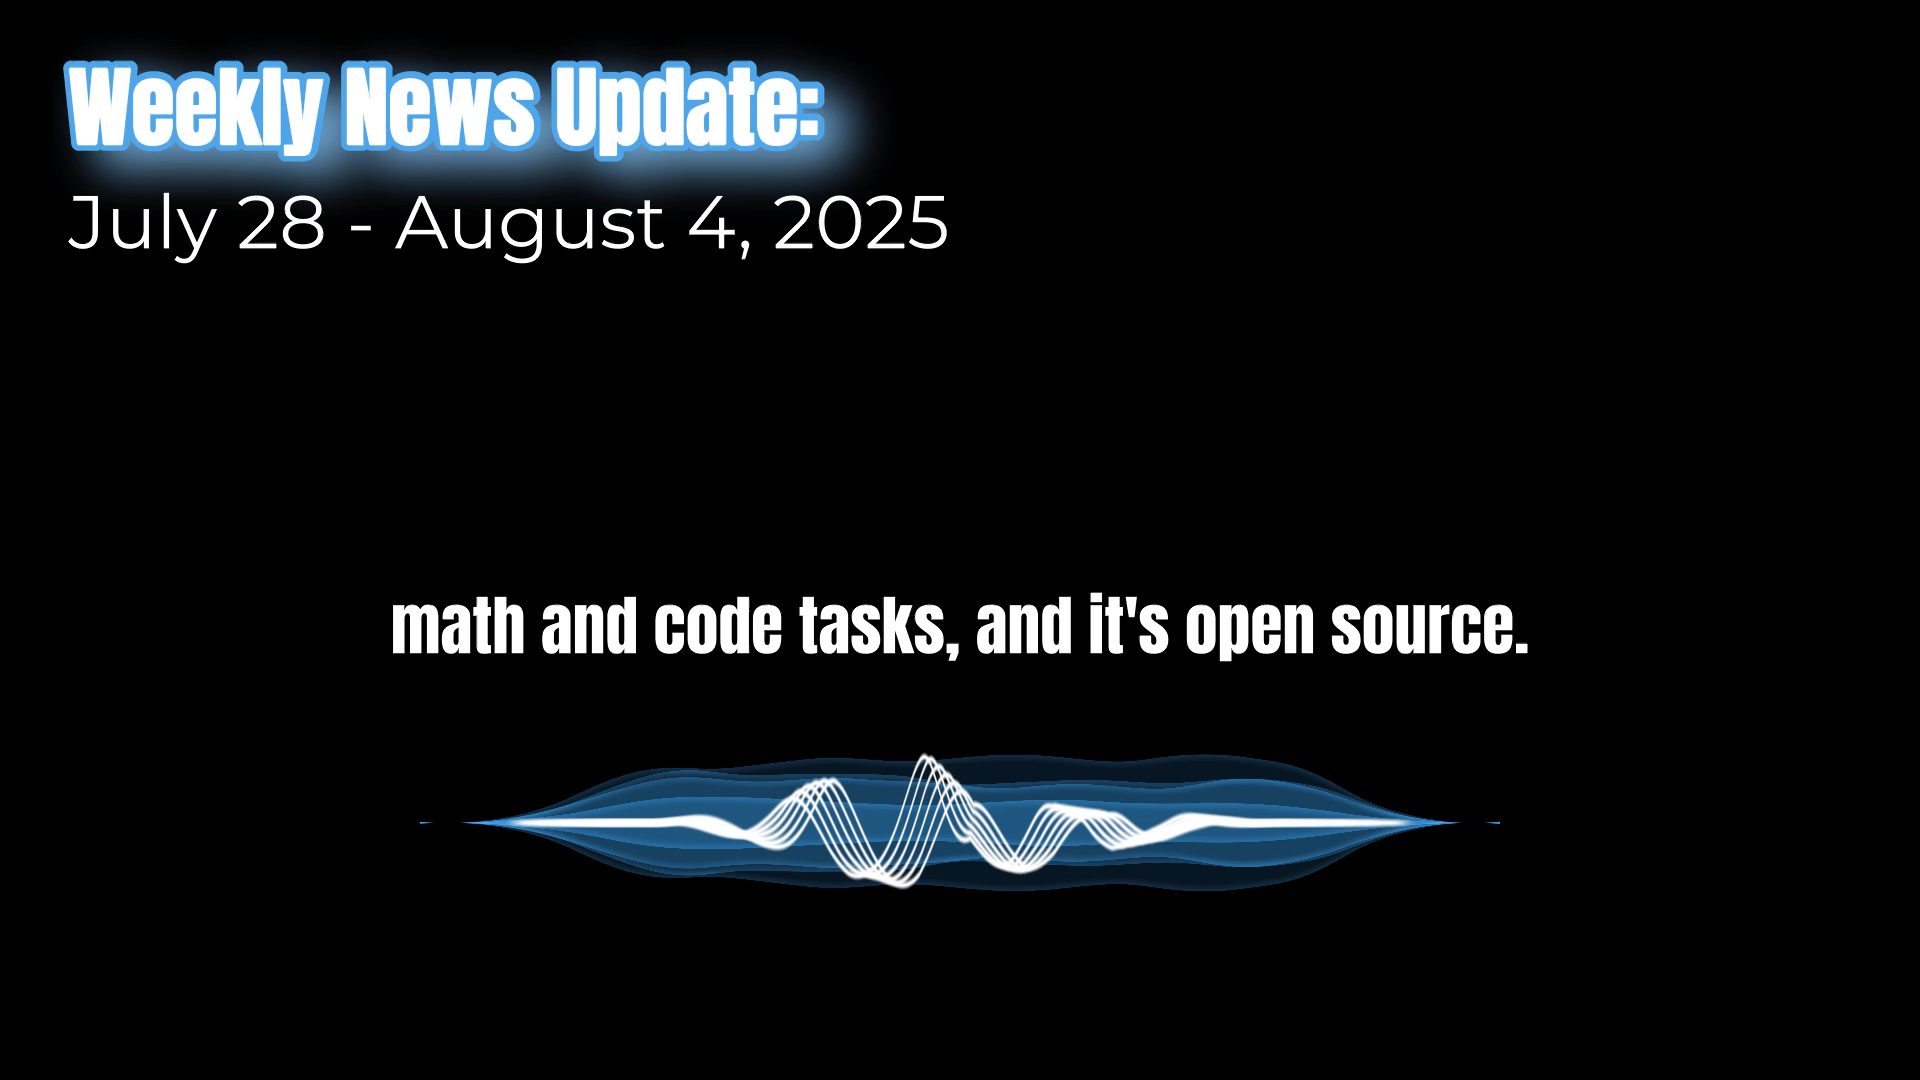 Weekly News Update:
July 28 - August 4, 2025
math and code tasks, and it's open source.